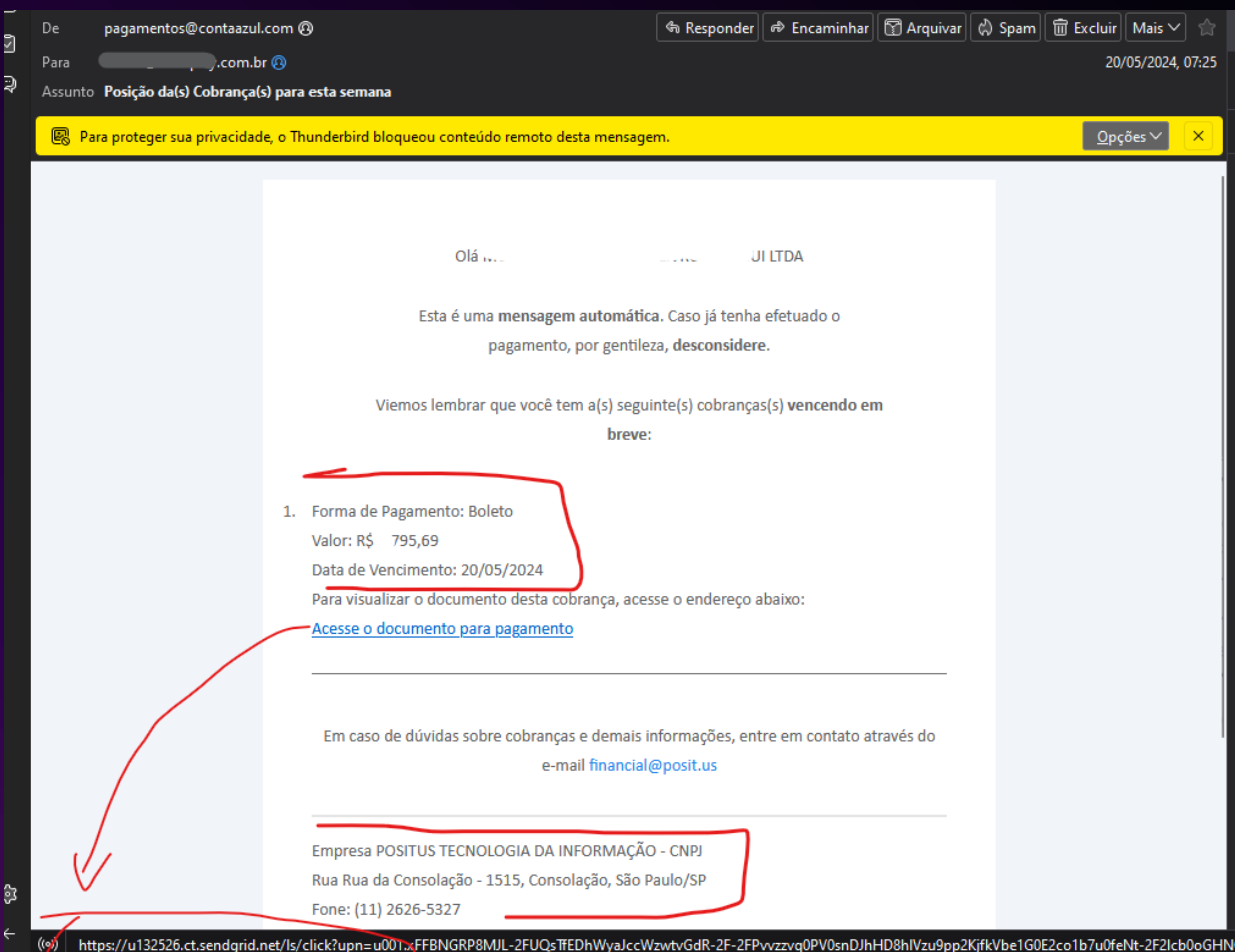 De pagamentos@contaazul.com Responder Encaminhar Arquivar Spam Excluir Mais
Para .com.br 20/05/2024, 07:25
Assunto Posição da(s) Cobrança(s) para esta semana
Para proteger sua privacidade, o Thunderbird bloqueou conteúdo remoto desta mensagem. Opções
Olá UI LTDA
Esta é uma mensagem automática. Caso já tenha efetuado o
pagamento, por gentileza, desconsidere.
Viemos lembrar que você tem a(s) seguinte(s) cobranças(s) vencendo em
breve:
1. Forma de Pagamento: Boleto
Valor: R$ 795,69
Data de Vencimento: 20/05/2024
Para visualizar o documento desta cobrança, acesse o endereço abaixo:
Acesse o documento para pagamento
Em caso de dúvidas sobre cobranças e demais informações, entre em contato através do
e-mail financial@posit.us
Empresa POSITUS TECNOLOGIA DA INFORMAÇÃO - CNPJ
Rua Rua da Consolação - 1515, Consolação, São Paulo/SP
Fone: (11) 2626-5327
https://u132526.ct.sendgrid.net/ls/click?upn=u001.